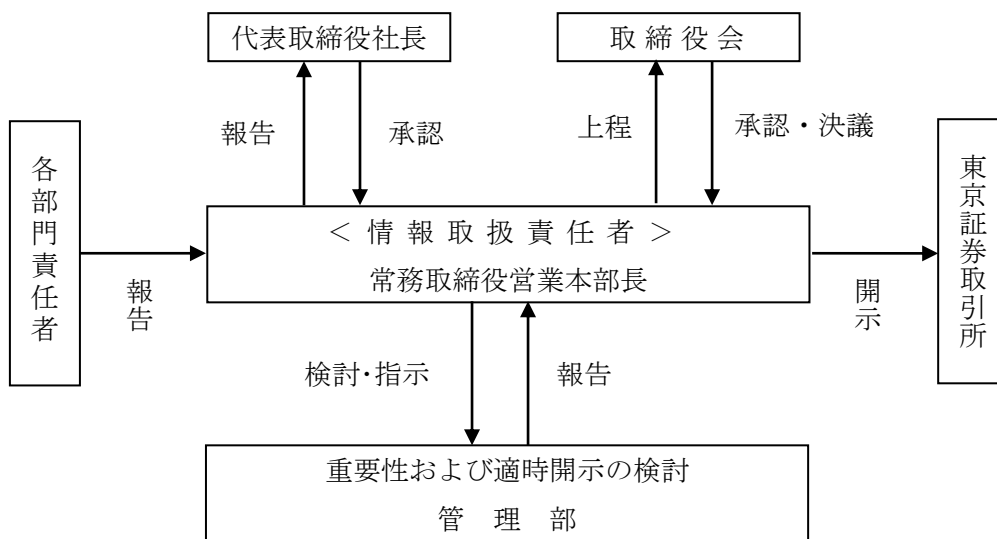 代表取締役社長
取締役会
報告
承認
上程
承認・決議
各部門責任者
報告
＜情報取扱責任者＞
常務取締役営業本部長
開示
東京証券取引所
検討・指示
報告
重要性および適時開示の検討
管理部